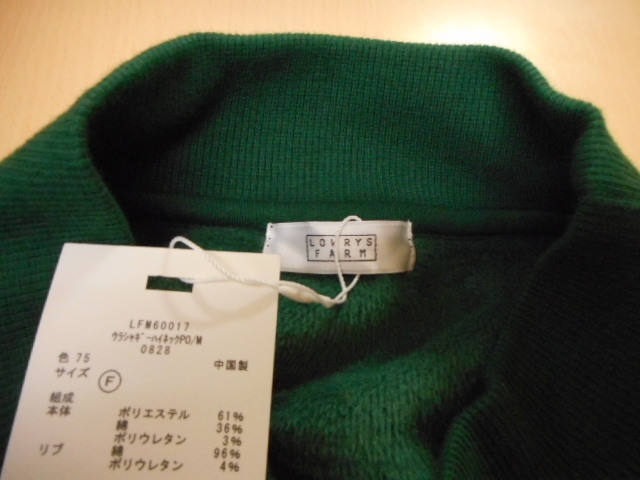 LOWRYS
FARM
LFM60017
ウラシャギーハイネックPO/M
0828
色 75
中国製
サイズ Ⓕ
組成
本体 ポリエステル 61%
綿 36%
ポリウレタン 3%
リブ 綿 96%
ポリウレタン 4%